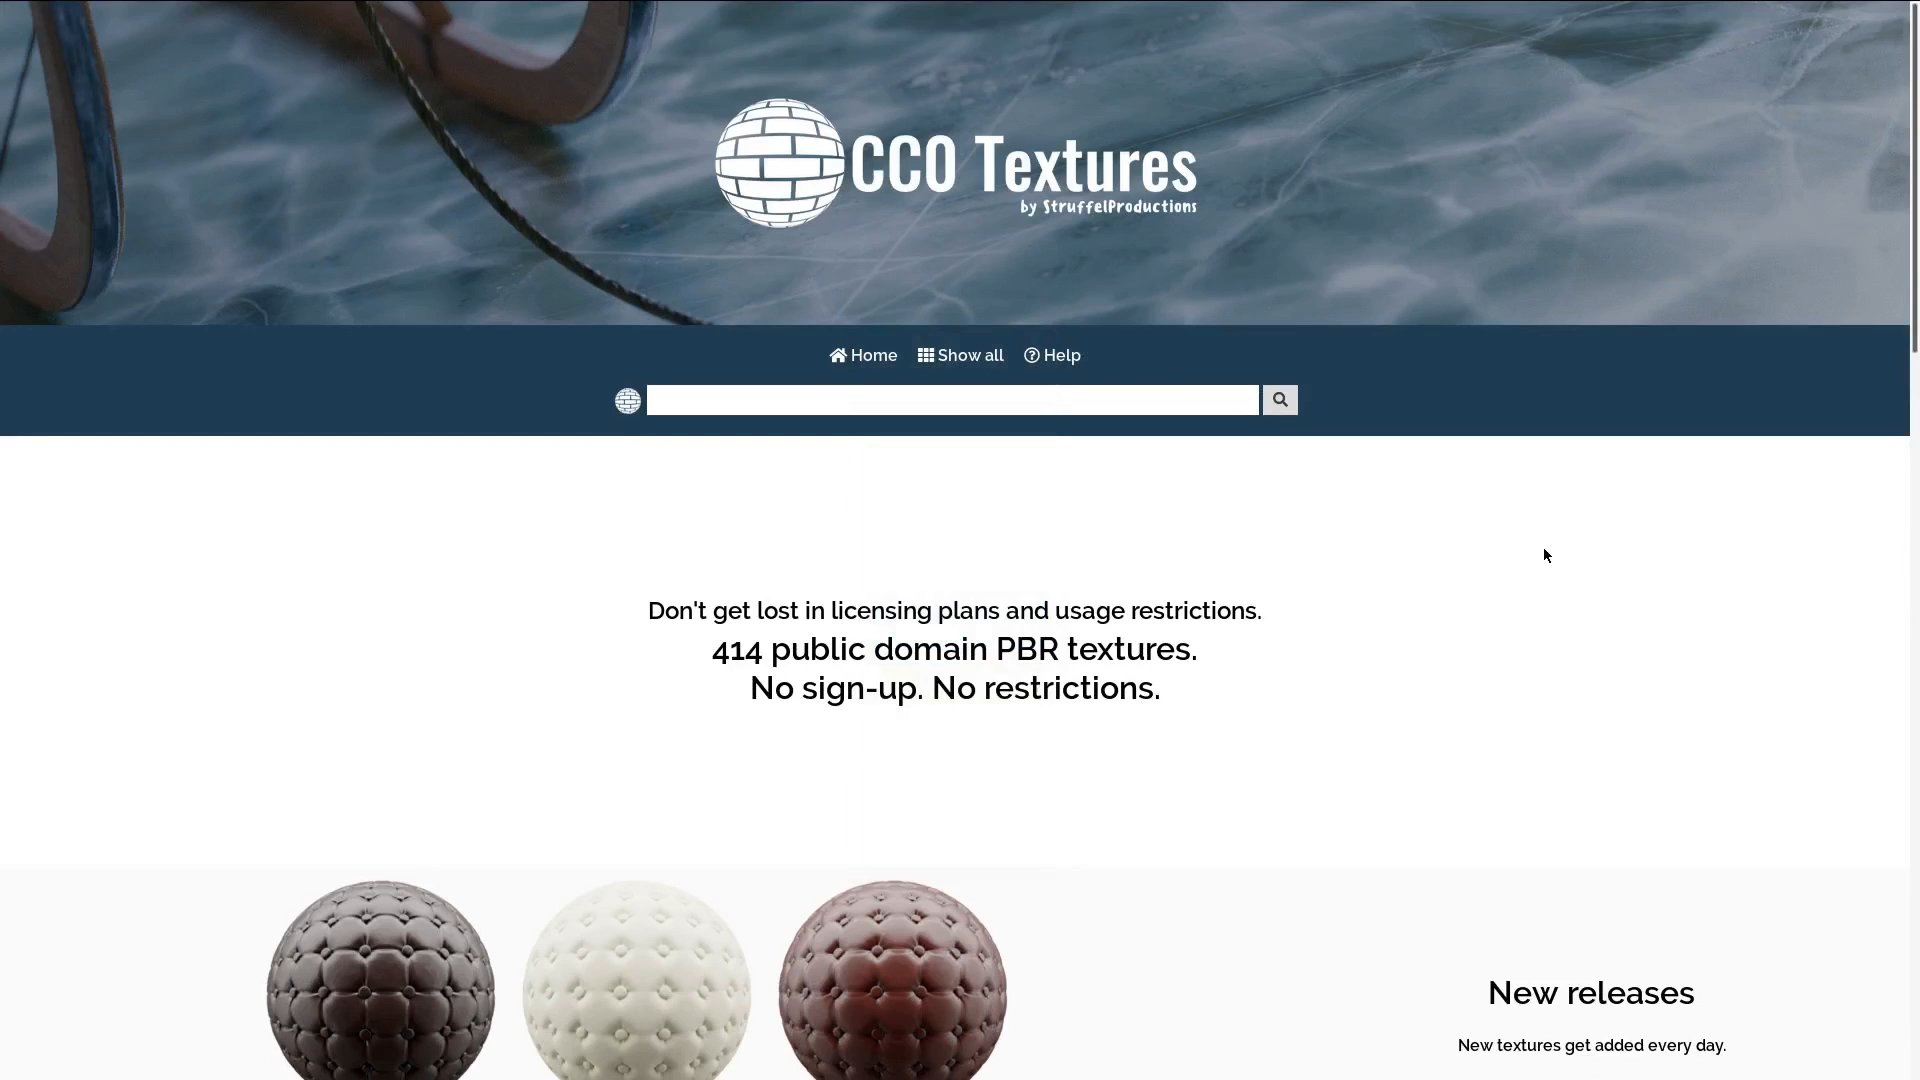 CC0 Textures
by StruffelProductions
Home Show all Help
Don't get lost in licensing plans and usage restrictions.
414 public domain PBR textures.
No sign-up. No restrictions.
New releases
New textures get added every day.